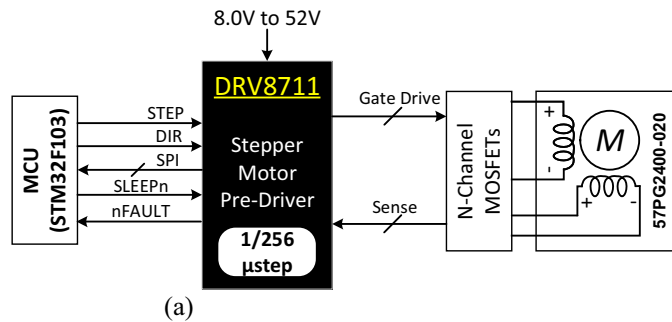 8.0V to 52V
DRV8711
Stepper
Motor
Pre-Driver
1/256
µstep
MCU
(STM32F103)
STEP
DIR
SPI
SLEEPn
nFAULT
Gate Drive
Sense
N-Channel
MOSFETs
+
-
M
+
-
57PG2400-020
(a)